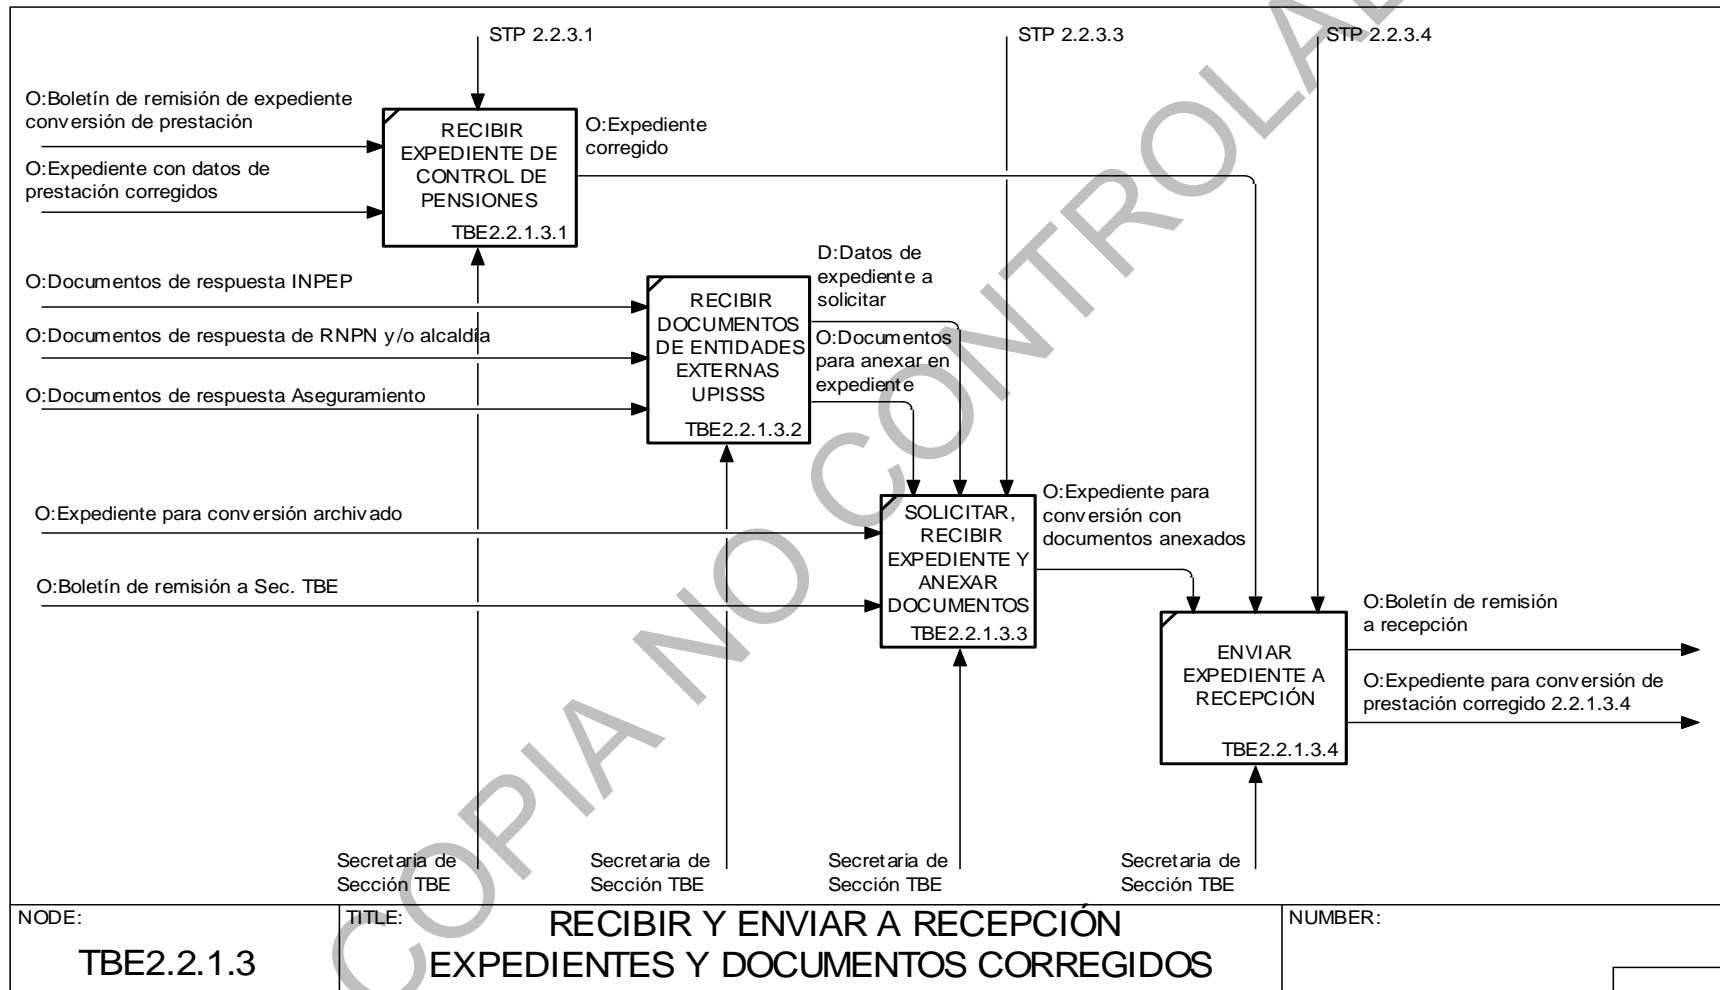 STP 2.2.3.1
STP 2.2.3.3
STP 2.2.3.4
O:Boletín de remisión de expediente
conversión de prestación
O:Expediente con datos de
prestación corregidos
RECIBIR
EXPEDIENTE DE
CONTROL DE
PENSIONES
TBE2.2.1.3.1
O:Expediente
corregido
O:Documentos de respuesta INPEP
O:Documentos de respuesta de RNPN y/o alcaldía
O:Documentos de respuesta Aseguramiento
RECIBIR
DOCUMENTOS
DE ENTIDADES
EXTERNAS
UPISSS
TBE2.2.1.3.2
D:Datos de
expediente a
solicitar
O:Documentos
para anexar en
expediente
O:Expediente para conversión archivado
O:Boletín de remisión a Sec. TBE
SOLICITAR,
RECIBIR
EXPEDIENTE Y
ANEXAR
DOCUMENTOS
TBE2.2.1.3.3
O:Expediente para
conversión con
documentos anexados
ENVIAR
EXPEDIENTE A
RECEPCIÓN
TBE2.2.1.3.4
O:Boletín de remisión
a recepción
O:Expediente para conversión de
prestación corregido 2.2.1.3.4
Secretaria de
Sección TBE
Secretaria de
Sección TBE
Secretaria de
Sección TBE
Secretaria de
Sección TBE
NODE:
TBE2.2.1.3
TITLE:
RECIBIR Y ENVIAR A RECEPCIÓN
EXPEDIENTES Y DOCUMENTOS CORREGIDOS
NUMBER:
COPIA NO CONTROLA